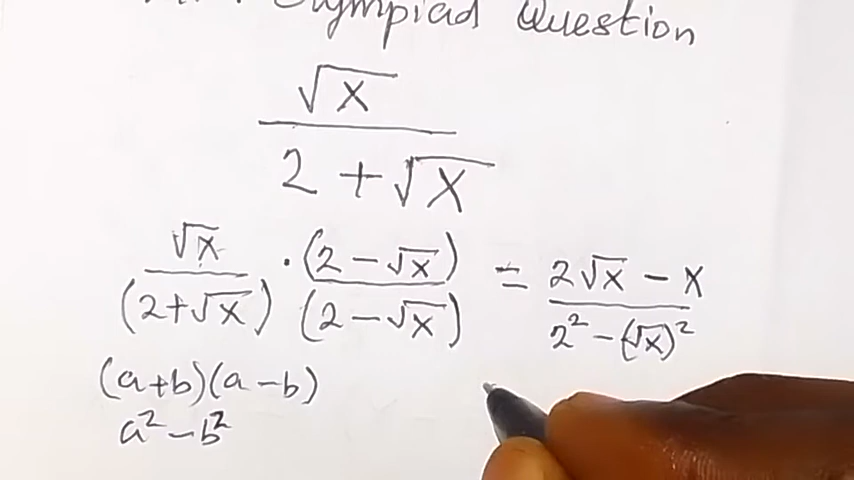 Olympiad Question
√x
2 + √x
√x / (2+√x) · (2 − √x) / (2 − √x) = 2√x − x / 2² − (√x)²
(a+b)(a−b)
a² − b²